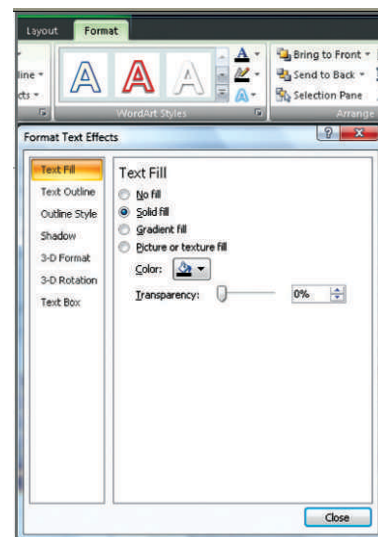 Layout Format
Bring to Front
line Send to Back
cts Selection Pane
WordArt Styles Arrange
Format Text Effects
Text Fill
Text Outline
Outline Style
Shadow
3-D Format
3-D Rotation
Text Box
Text Fill
No fill
Solid fill
Gradient fill
Picture or texture fill
Color:
Transparency: 0%
Close